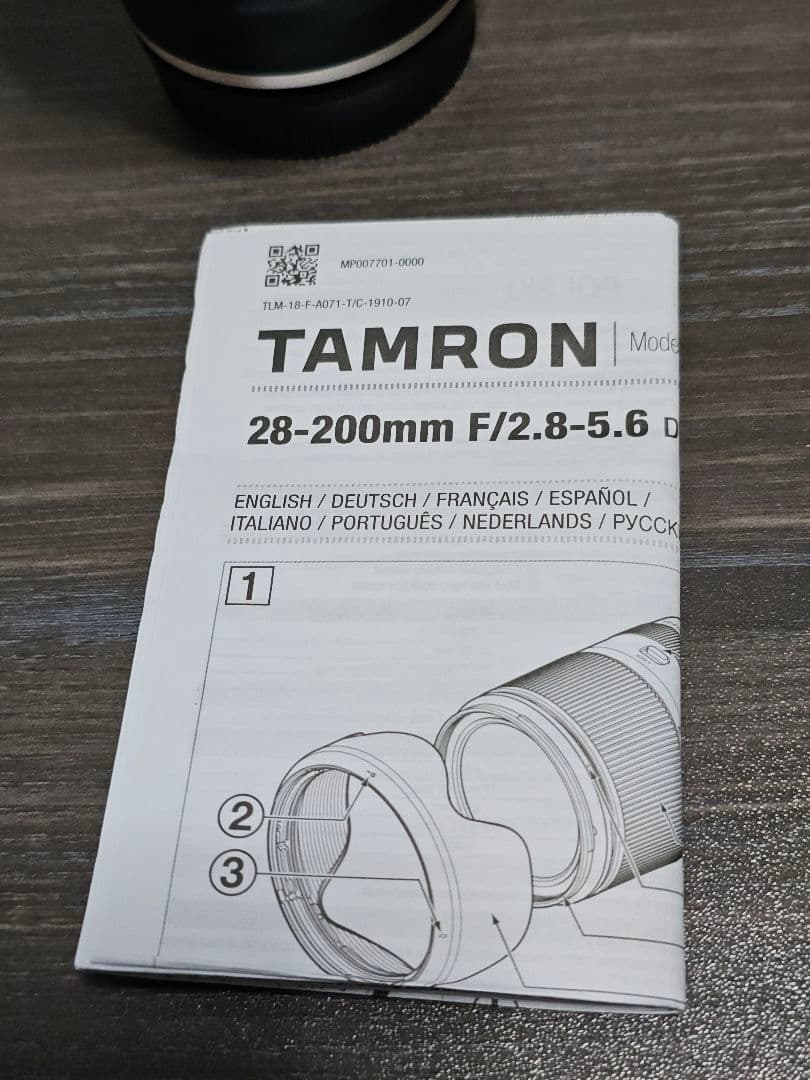 MP007701-0000
TLM-18-F-A071-T/C-1910-07
TAMRON
28-200mm F/2.8-5.6
ENGLISH / DEUTSCH / FRANÇAIS / ESPAÑOL /
ITALIANO / PORTUGUÊS / NEDERLANDS /
1
2
3